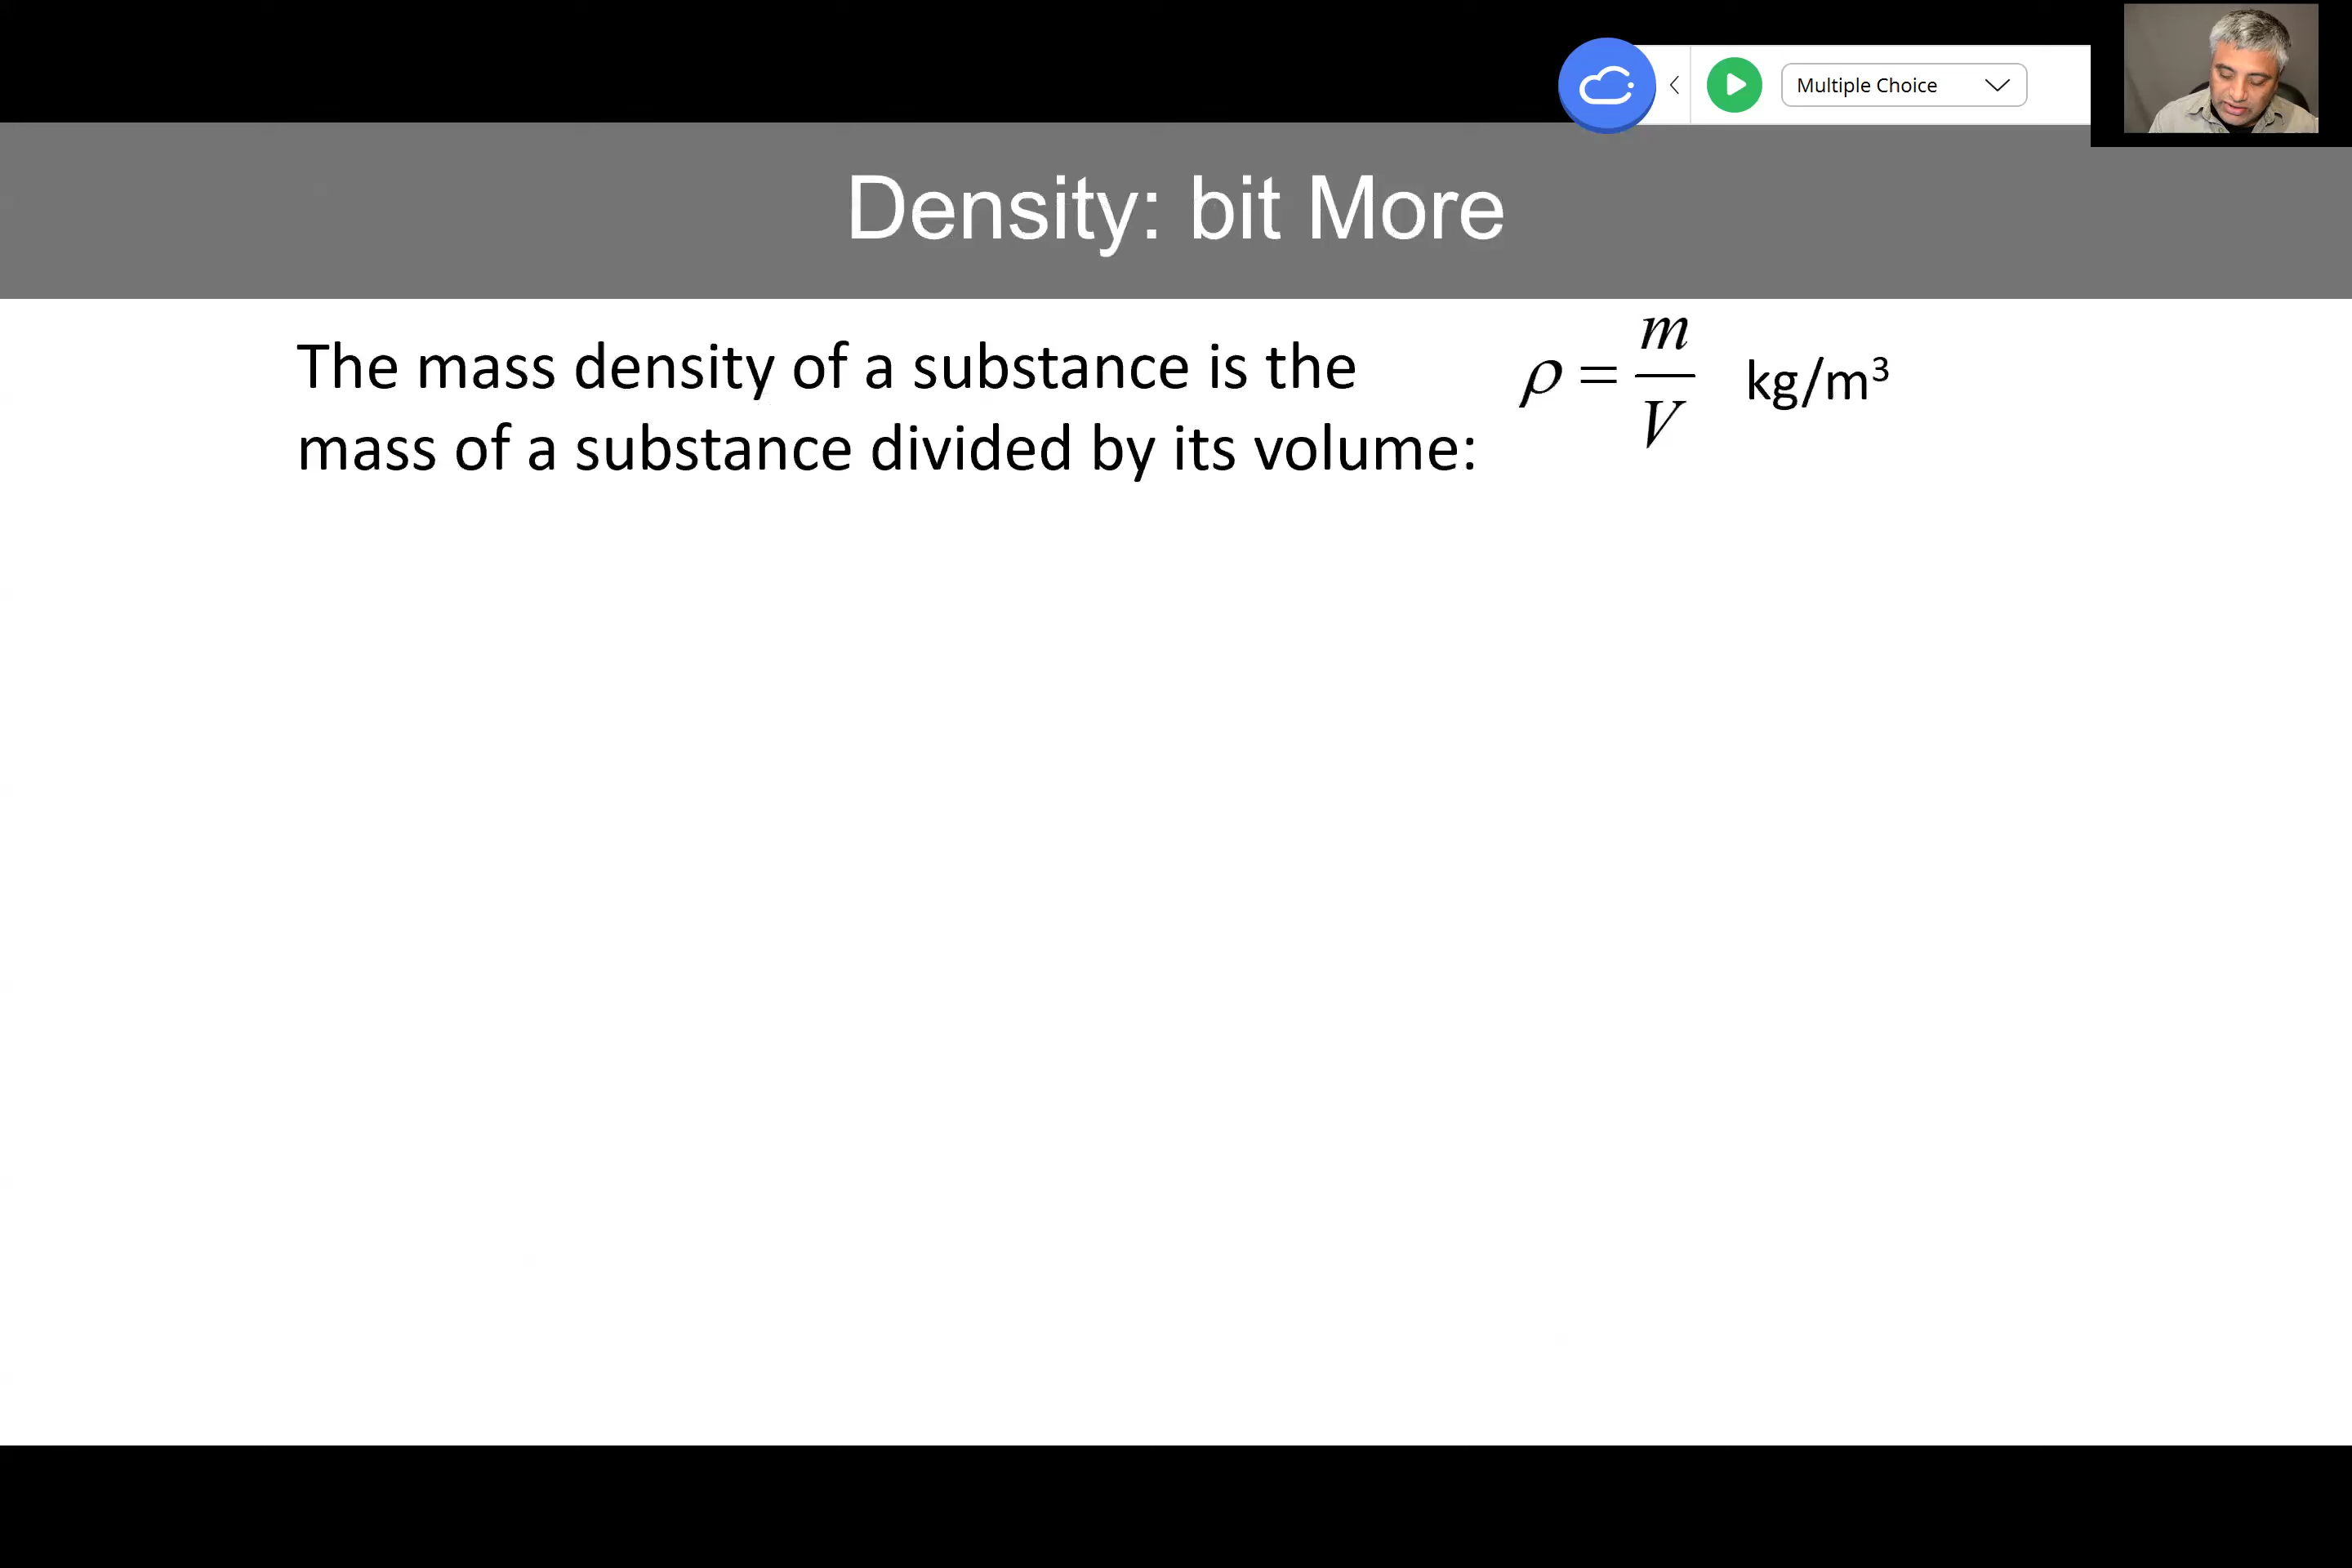 Multiple Choice
Density: bit More
The mass density of a substance is the
mass of a substance divided by its volume:
ρ = m/V kg/m³